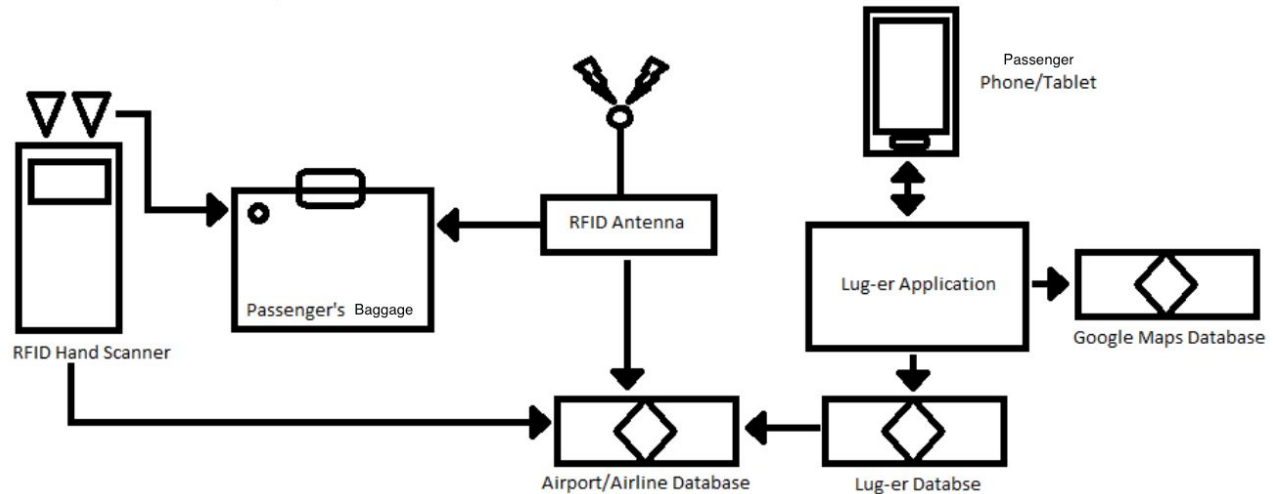 Passenger
Phone/Tablet
RFID Antenna
Lug-er Application
Passenger's Baggage
Google Maps Database
RFID Hand Scanner
Airport/Airline Database
Lug-er Databse